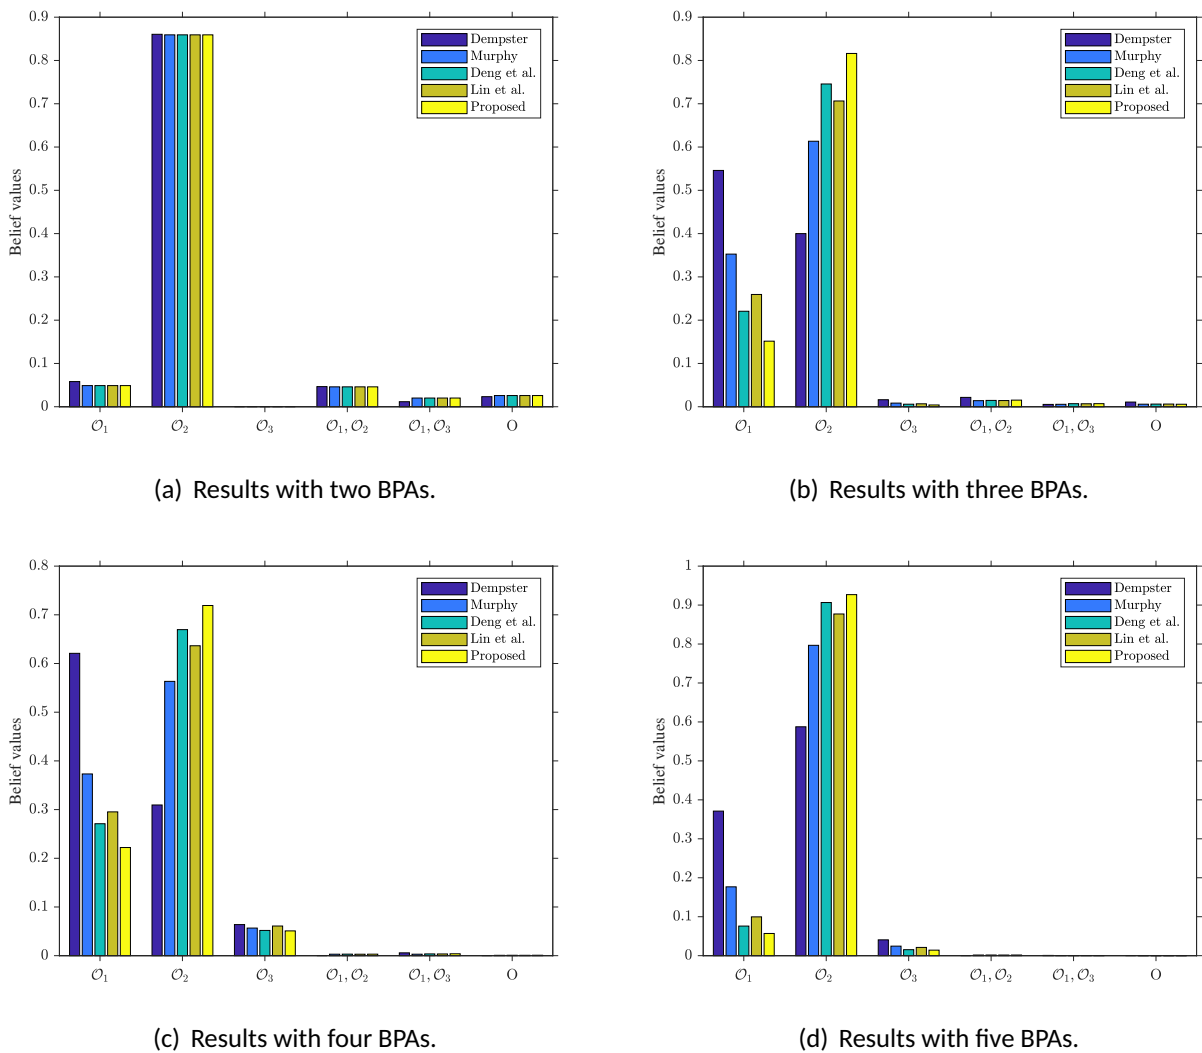 0.9
0.8
0.7
0.6
0.5
0.4
0.3
0.2
0.1
0
Belief values
𝒪₁
𝒪₂
𝒪₃
𝒪₁, 𝒪₂
𝒪₁, 𝒪₃
O
Dempster
Murphy
Deng et al.
Lin et al.
Proposed
(a) Results with two BPAs.
0.9
0.8
0.7
0.6
0.5
0.4
0.3
0.2
0.1
0
Belief values
𝒪₁
𝒪₂
𝒪₃
𝒪₁, 𝒪₂
𝒪₁, 𝒪₃
O
Dempster
Murphy
Deng et al.
Lin et al.
Proposed
(b) Results with three BPAs.
0.8
0.7
0.6
0.5
0.4
0.3
0.2
0.1
0
Belief values
𝒪₁
𝒪₂
𝒪₃
𝒪₁, 𝒪₂
𝒪₁, 𝒪₃
O
Dempster
Murphy
Deng et al.
Lin et al.
Proposed
(c) Results with four BPAs.
1
0.9
0.8
0.7
0.6
0.5
0.4
0.3
0.2
0.1
0
Belief values
𝒪₁
𝒪₂
𝒪₃
𝒪₁, 𝒪₂
𝒪₁, 𝒪₃
O
Dempster
Murphy
Deng et al.
Lin et al.
Proposed
(d) Results with five BPAs.